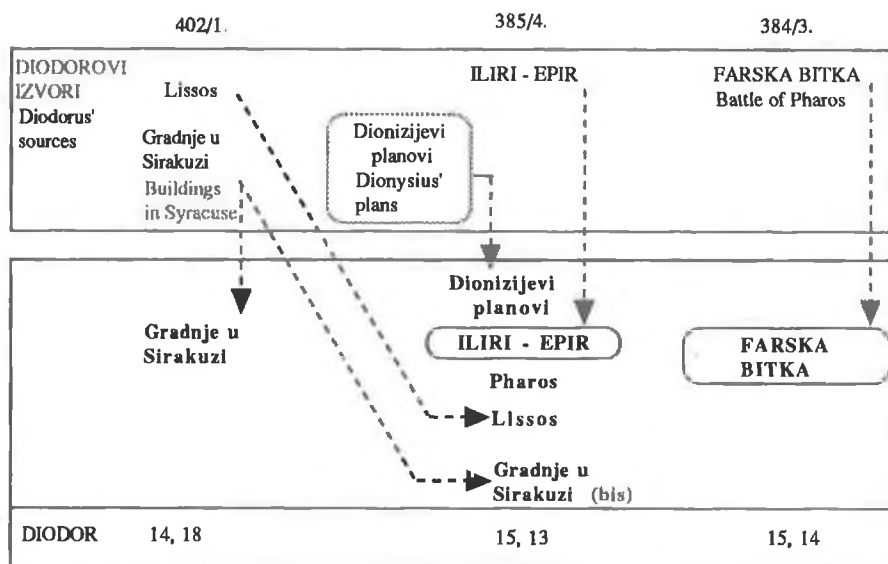 402/1.
385/4.
384/3.
DIODOROVI
IZVORI
Diodorus'
sources
Lissos
Gradnje u
Sirakuzi
Buildings
in Syracuse
Dionizijevi
planovi
Dionysius'
plans
ILIRI - EPIR
FARSKA BITKA
Battle of Pharos
Gradnje u
Sirakuzi
Dionizijevi
planovi
ILIRI - EPIR
Pharos
Lissos
Gradnje u
Sirakuzi (bis)
FARSKA
BITKA
DIODOR
14, 18
15, 13
15, 14